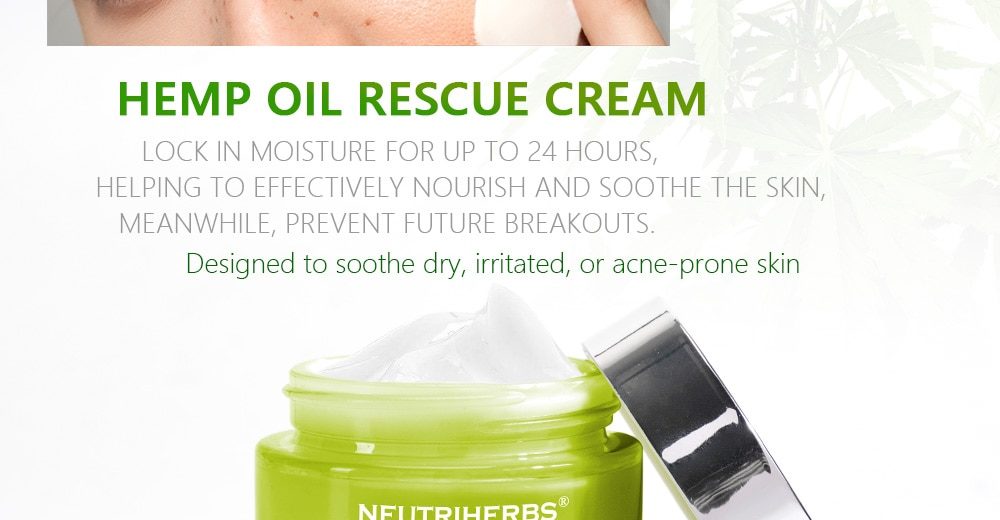 HEMP OIL RESCUE CREAM
LOCK IN MOISTURE FOR UP TO 24 HOURS,
HELPING TO EFFECTIVELY NOURISH AND SOOTHE THE SKIN,
MEANWHILE, PREVENT FUTURE BREAKOUTS.
Designed to soothe dry, irritated, or acne-prone skin
NEUTRIHERBS®